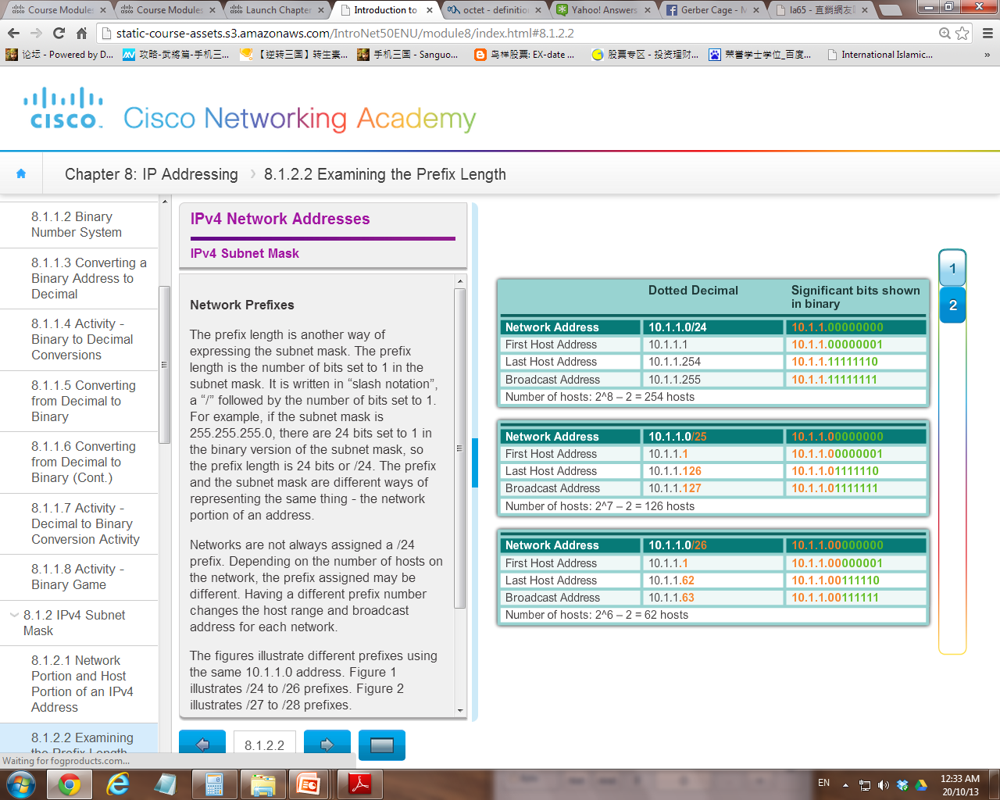 Course Modules
Course Modules
Launch Chapter
Introduction to
octet - definition
Yahoo! Answers
Gerber Cage - M
la65 - 直銷網友
static-course-assets.s3.amazonaws.com/IntroNet50ENU/module8/index.html#8.1.2.2
论坛 - Powered by D...
攻略-武將篇-手机三...
【逆转三国】转生素...
手机三国 - Sanguo...
鸟样股票: EX-date ...
股票专区 - 投资理财...
荣誉学士学位_百度...
International Islamic...
»
CISCO
Cisco Networking Academy
Chapter 8: IP Addressing
8.1.2.2 Examining the Prefix Length
8.1.1.2 Binary
Number System
8.1.1.3 Converting a
Binary Address to
Decimal
8.1.1.4 Activity -
Binary to Decimal
Conversions
8.1.1.5 Converting
from Decimal to
Binary
8.1.1.6 Converting
from Decimal to
Binary (Cont.)
8.1.1.7 Activity -
Decimal to Binary
Conversion Activity
8.1.1.8 Activity -
Binary Game
8.1.2 IPv4 Subnet
Mask
8.1.2.1 Network
Portion and Host
Portion of an IPv4
Address
8.1.2.2 Examining
the Prefix Length
IPv4 Network Addresses
IPv4 Subnet Mask
Network Prefixes
The prefix length is another way of
expressing the subnet mask. The prefix
length is the number of bits set to 1 in the
subnet mask. It is written in “slash notation”,
a “/” followed by the number of bits set to 1.
For example, if the subnet mask is
255.255.255.0, there are 24 bits set to 1 in
the binary version of the subnet mask, so
the prefix length is 24 bits or /24. The prefix
and the subnet mask are different ways of
representing the same thing - the network
portion of an address.
Networks are not always assigned a /24
prefix. Depending on the number of hosts on
the network, the prefix assigned may be
different. Having a different prefix number
changes the host range and broadcast
address for each network.
The figures illustrate different prefixes using
the same 10.1.1.0 address. Figure 1
illustrates /24 to /26 prefixes. Figure 2
illustrates /27 to /28 prefixes.
8.1.2.2
Dotted Decimal
Significant bits shown
in binary
Network Address 10.1.1.0/24 10.1.1.00000000
First Host Address 10.1.1.1 10.1.1.00000001
Last Host Address 10.1.1.254 10.1.1.11111110
Broadcast Address 10.1.1.255 10.1.1.11111111
Number of hosts: 2^8 – 2 = 254 hosts
Network Address 10.1.1.0/25 10.1.1.00000000
First Host Address 10.1.1.1 10.1.1.00000001
Last Host Address 10.1.1.126 10.1.1.01111110
Broadcast Address 10.1.1.127 10.1.1.01111111
Number of hosts: 2^7 – 2 = 126 hosts
Network Address 10.1.1.0/26 10.1.1.00000000
First Host Address 10.1.1.1 10.1.1.00000001
Last Host Address 10.1.1.62 10.1.1.00111110
Broadcast Address 10.1.1.63 10.1.1.00111111
Number of hosts: 2^6 – 2 = 62 hosts
1
2
Waiting for fogproducts.com...
EN
12:33 AM
20/10/13